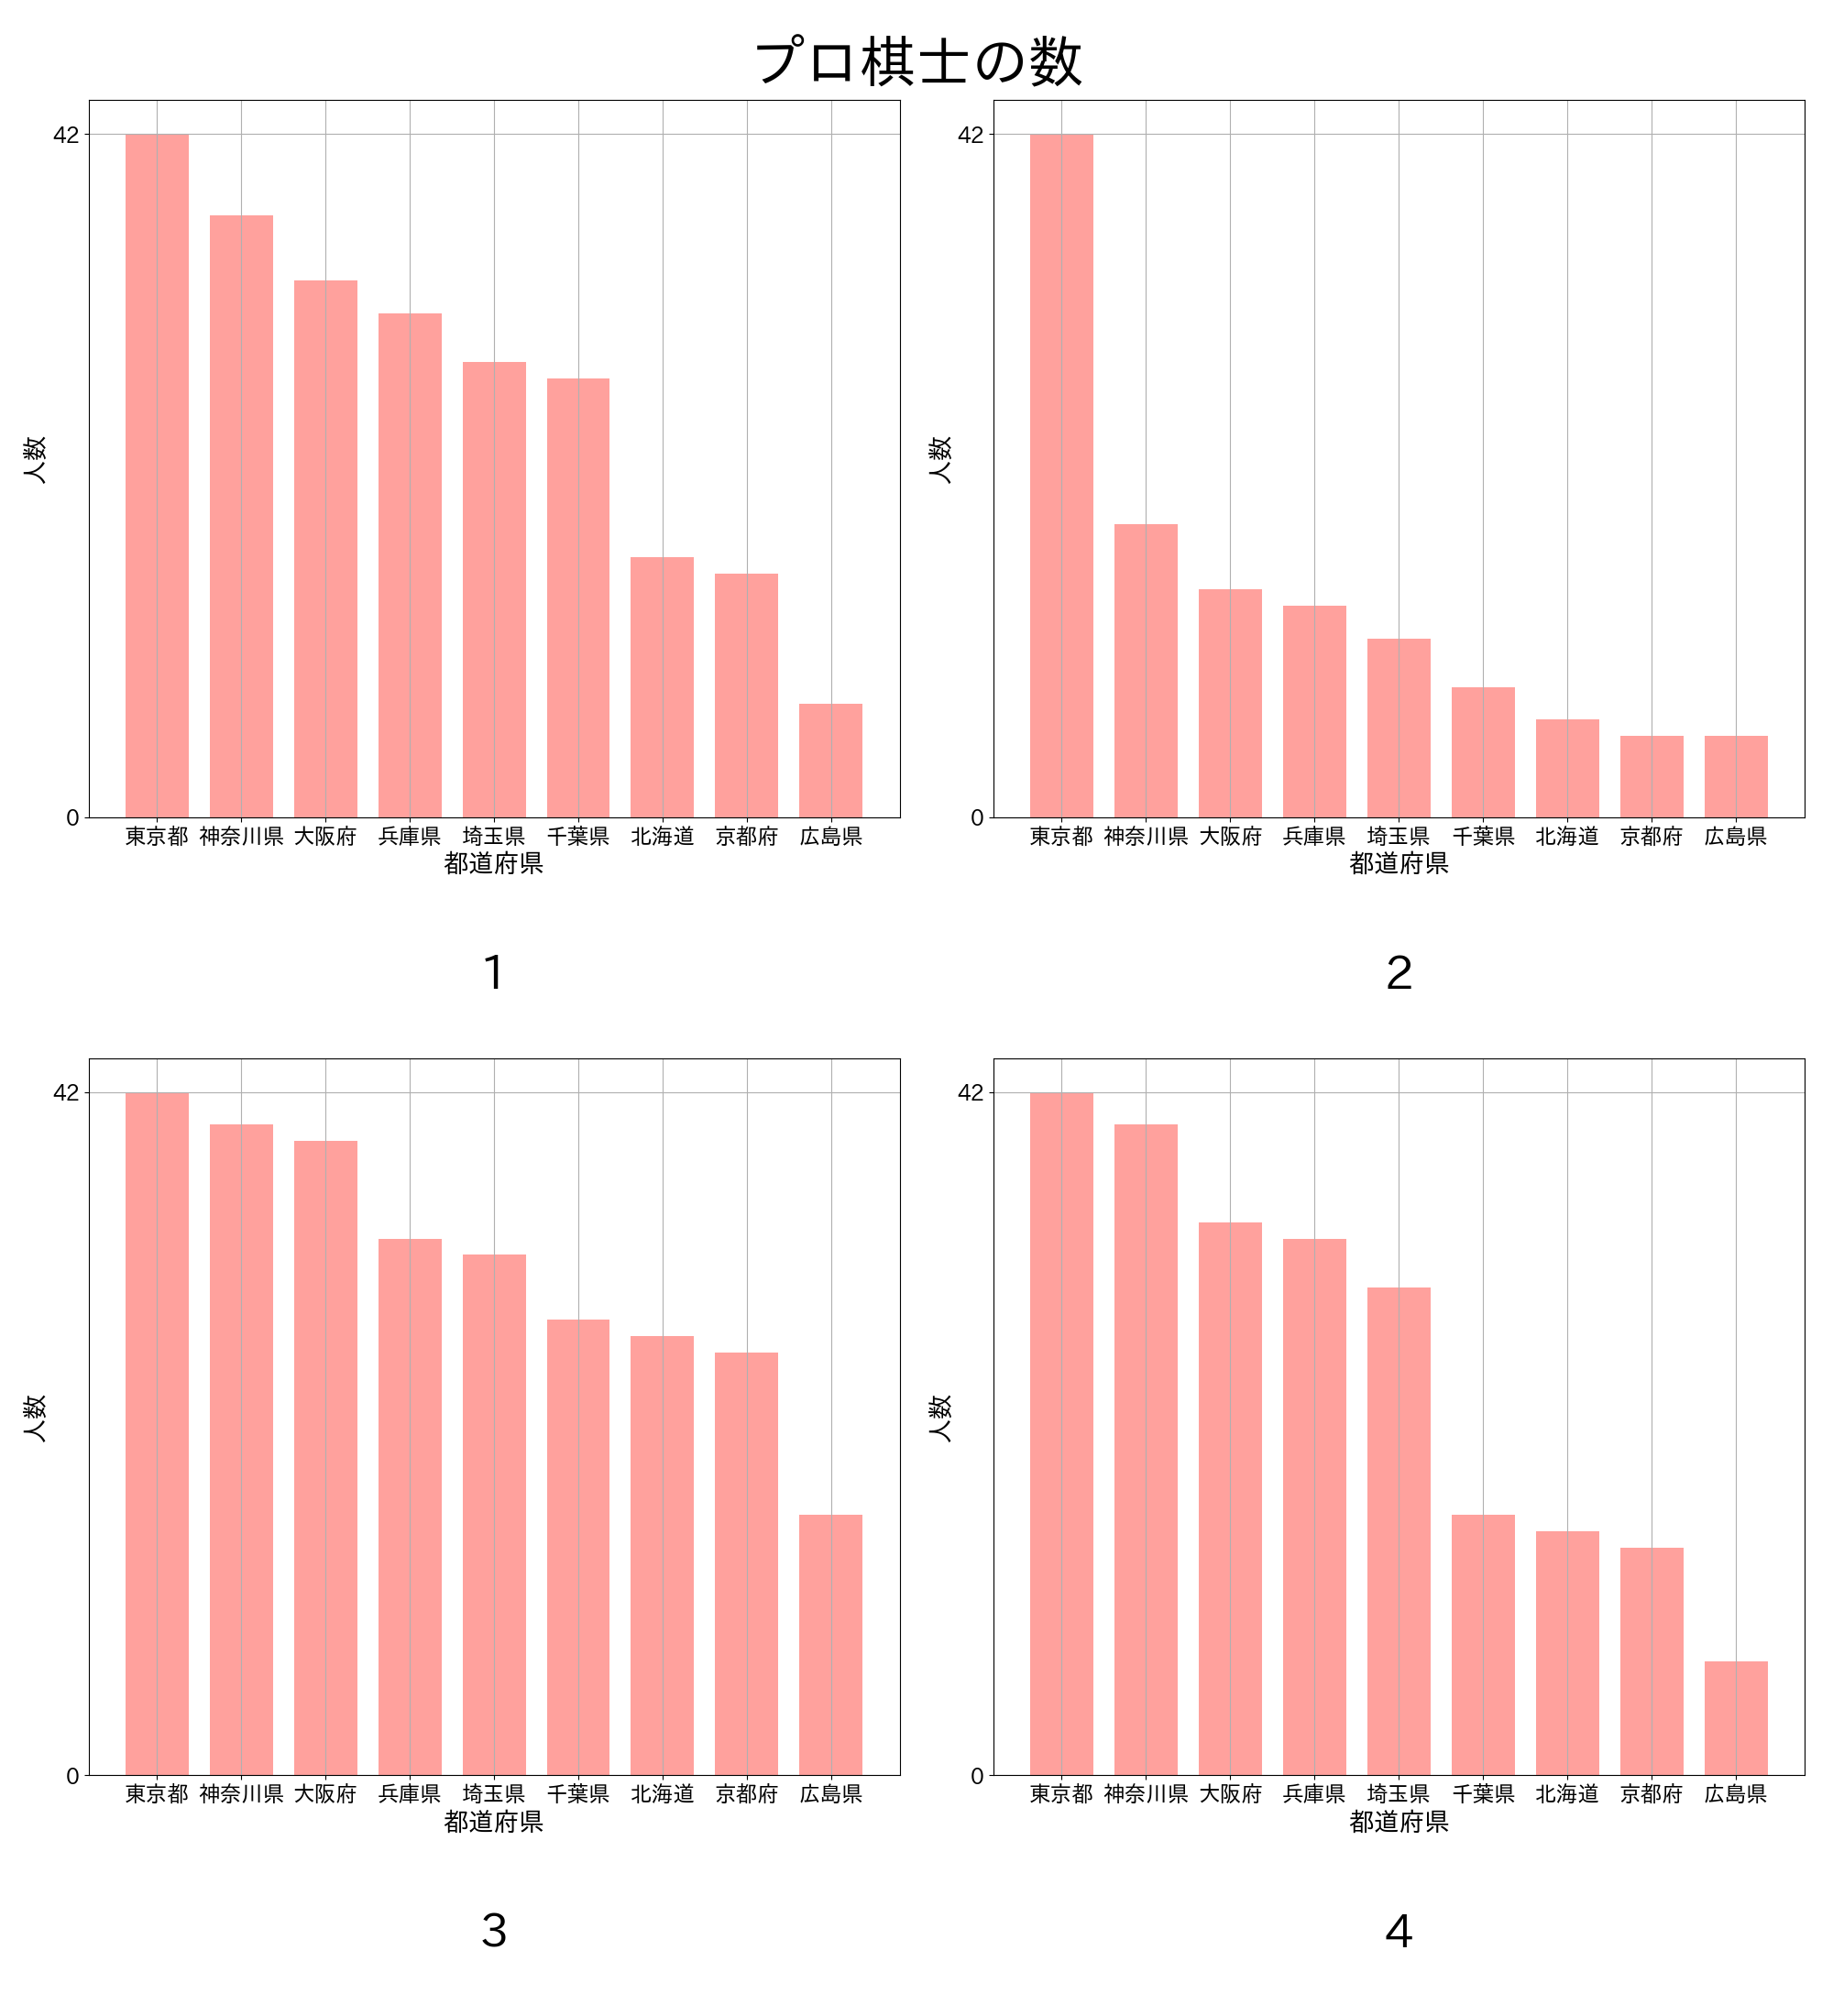 プロ棋士の数
42
0
人数
東京都 神奈川県 大阪府 兵庫県 埼玉県 千葉県 北海道 京都府 広島県
都道府県
1
42
0
人数
東京都 神奈川県 大阪府 兵庫県 埼玉県 千葉県 北海道 京都府 広島県
都道府県
2
42
0
人数
東京都 神奈川県 大阪府 兵庫県 埼玉県 千葉県 北海道 京都府 広島県
都道府県
3
42
0
人数
東京都 神奈川県 大阪府 兵庫県 埼玉県 千葉県 北海道 京都府 広島県
都道府県
4